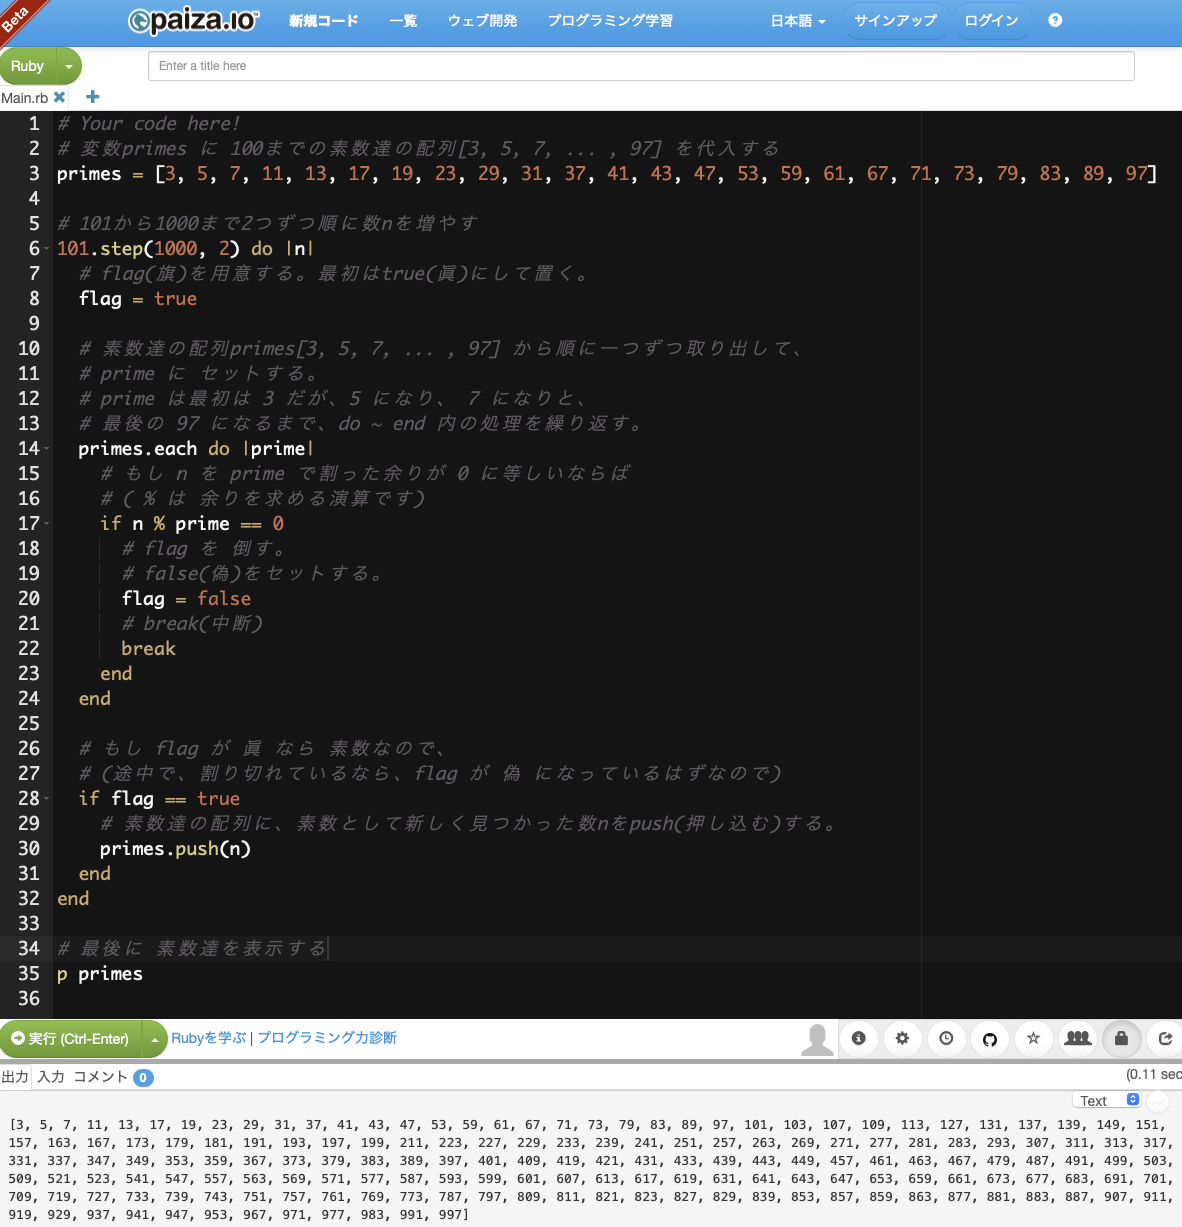 Beta
paiza.io 新規コード 一覧 ウェブ開発 プログラミング学習 日本語 サインアップ ログイン
Ruby Enter a title here
Main.rb
1 # Your code here!
2 # 変数primes に 100までの素数達の配列[3, 5, 7, ... , 97] を代入する
3 primes = [3, 5, 7, 11, 13, 17, 19, 23, 29, 31, 37, 41, 43, 47, 53, 59, 61, 67, 71, 73, 79, 83, 89, 97]
4
5 # 101から1000まで2つずつ順に数nを増やす
6 101.step(1000, 2) do |n|
7 # flag(旗)を用意する。最初はtrue(眞)にして置く。
8 flag = true
9
10 # 素数達の配列primes[3, 5, 7, ... , 97] から順に一つずつ取り出して、
11 # prime に セットする。
12 # prime は最初は 3 だが、5 になり、 7 になりと、
13 # 最後の 97 になるまで、do ~ end 内の処理を繰り返す。
14 primes.each do |prime|
15 # もし n を prime で割った余りが 0 に等しいならば
16 # ( % は 余りを求める演算です)
17 if n % prime == 0
18 # flag を 倒す。
19 # false(偽)をセットする。
20 flag = false
21 # break(中断)
22 break
23 end
24 end
25
26 # もし flag が 眞 なら 素数なので、
27 # (途中で、割り切れているなら、flag が 偽 になっているはずなので)
28 if flag == true
29 # 素数達の配列に、素数として新しく見つかった数nをpush(押し込む)する。
30 primes.push(n)
31 end
32 end
33
34 # 最後に 素数達を表示する
35 p primes
36
実行 (Ctrl-Enter) Rubyを学ぶ | プログラミング力診断
出力 入力 コメント 0 (0.11 sec
Text
[3, 5, 7, 11, 13, 17, 19, 23, 29, 31, 37, 41, 43, 47, 53, 59, 61, 67, 71, 73, 79, 83, 89, 97, 101, 103, 107, 109, 113, 127, 131, 137, 139, 149, 151,
157, 163, 167, 173, 179, 181, 191, 193, 197, 199, 211, 223, 227, 229, 233, 239, 241, 251, 257, 263, 269, 271, 277, 281, 283, 293, 307, 311, 313, 317,
331, 337, 347, 349, 353, 359, 367, 373, 379, 383, 389, 397, 401, 409, 419, 421, 431, 433, 439, 443, 449, 457, 461, 463, 467, 479, 487, 491, 499, 503,
509, 521, 523, 541, 547, 557, 563, 569, 571, 577, 587, 593, 599, 601, 607, 613, 617, 619, 631, 641, 643, 647, 653, 659, 661, 673, 677, 683, 691, 701,
709, 719, 727, 733, 739, 743, 751, 757, 761, 769, 773, 787, 797, 809, 811, 821, 823, 827, 829, 839, 853, 857, 859, 863, 877, 881, 883, 887, 907, 911,
919, 929, 937, 941, 947, 953, 967, 971, 977, 983, 991, 997]